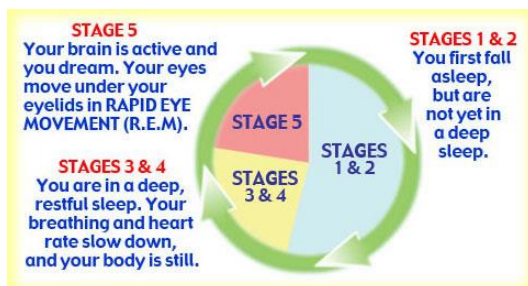 STAGE 5
Your brain is active and
you dream. Your eyes
move under your
eyelids in RAPID EYE
MOVEMENT (R.E.M).
STAGES 1 & 2
You first fall
asleep,
but are
not yet in
a deep
sleep.
STAGES 3 & 4
You are in a deep,
restful sleep. Your
breathing and heart
rate slow down,
and your body is still.
STAGE 5
STAGES
1 & 2
STAGES
3 & 4